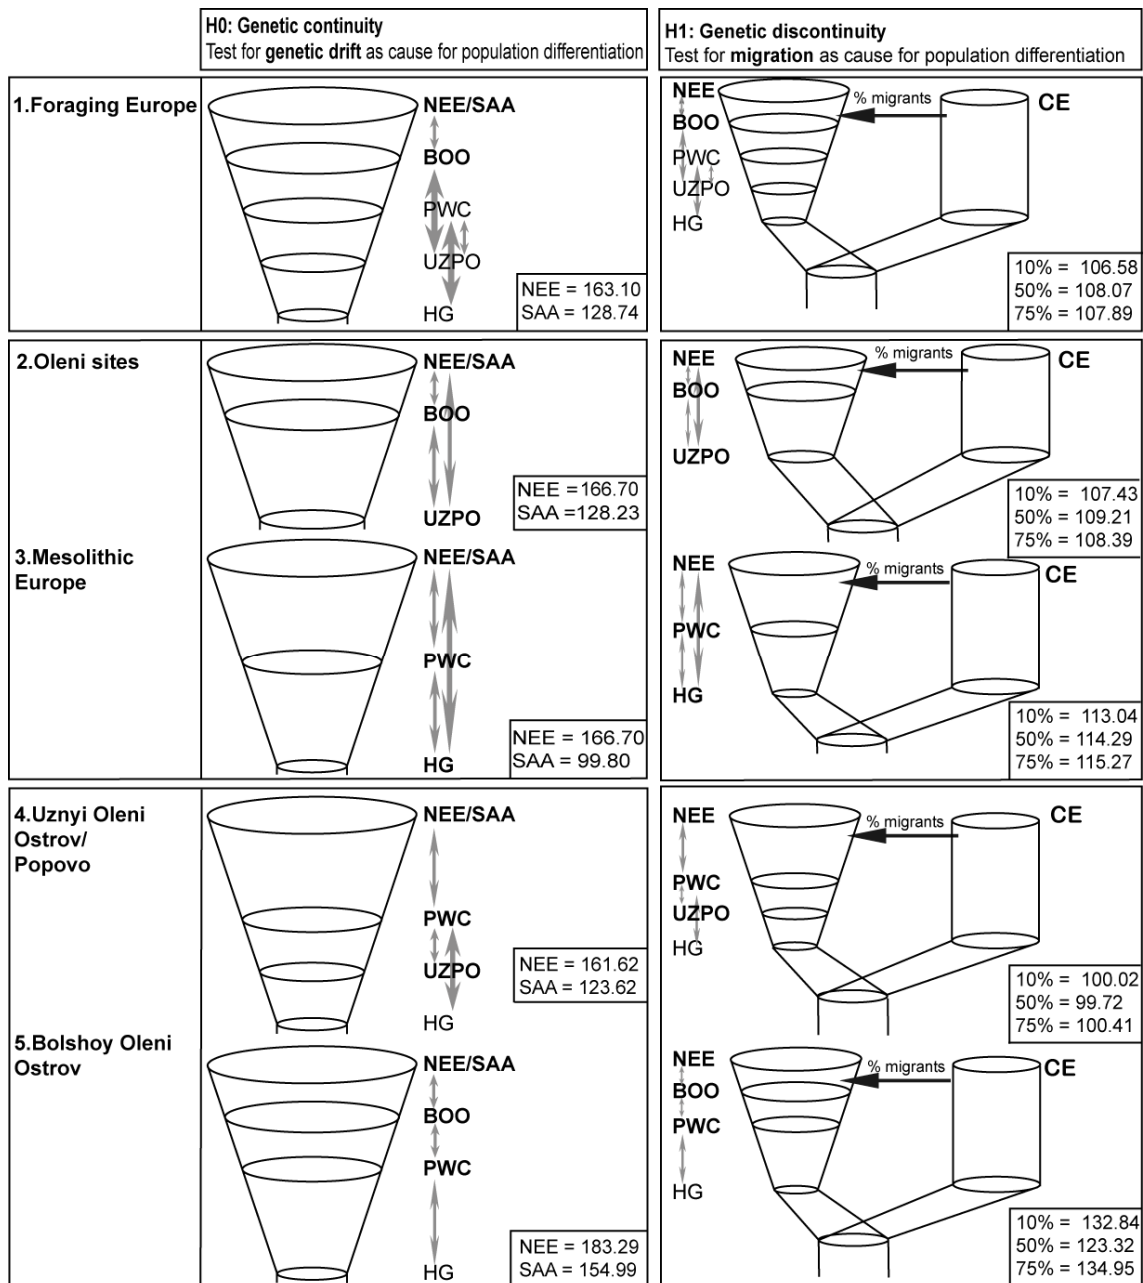 H0: Genetic continuity
Test for genetic drift as cause for population differentiation
H1: Genetic discontinuity
Test for migration as cause for population differentiation
1.Foraging Europe
NEE/SAA
BOO
PWC
UZPO
HG
NEE = 163.10
SAA = 128.74
NEE
BOO
PWC
UZPO
HG
% migrants
CE
10% = 106.58
50% = 108.07
75% = 107.89
2.Oleni sites
NEE/SAA
BOO
UZPO
NEE =166.70
SAA =128.23
NEE
BOO
UZPO
% migrants
CE
10% = 107.43
50% = 109.21
75% = 108.39
3.Mesolithic
Europe
NEE/SAA
PWC
HG
NEE = 166.70
SAA = 99.80
NEE
PWC
HG
% migrants
CE
10% = 113.04
50% = 114.29
75% = 115.27
4.Uznyi Oleni
Ostrov/
Popovo
NEE/SAA
PWC
UZPO
HG
NEE = 161.62
SAA = 123.62
NEE
PWC
UZPO
HG
% migrants
CE
10% = 100.02
50% = 99.72
75% = 100.41
5.Bolshoy Oleni
Ostrov
NEE/SAA
BOO
PWC
HG
NEE = 183.29
SAA = 154.99
NEE
BOO
PWC
HG
% migrants
CE
10% = 132.84
50% = 123.32
75% = 134.95